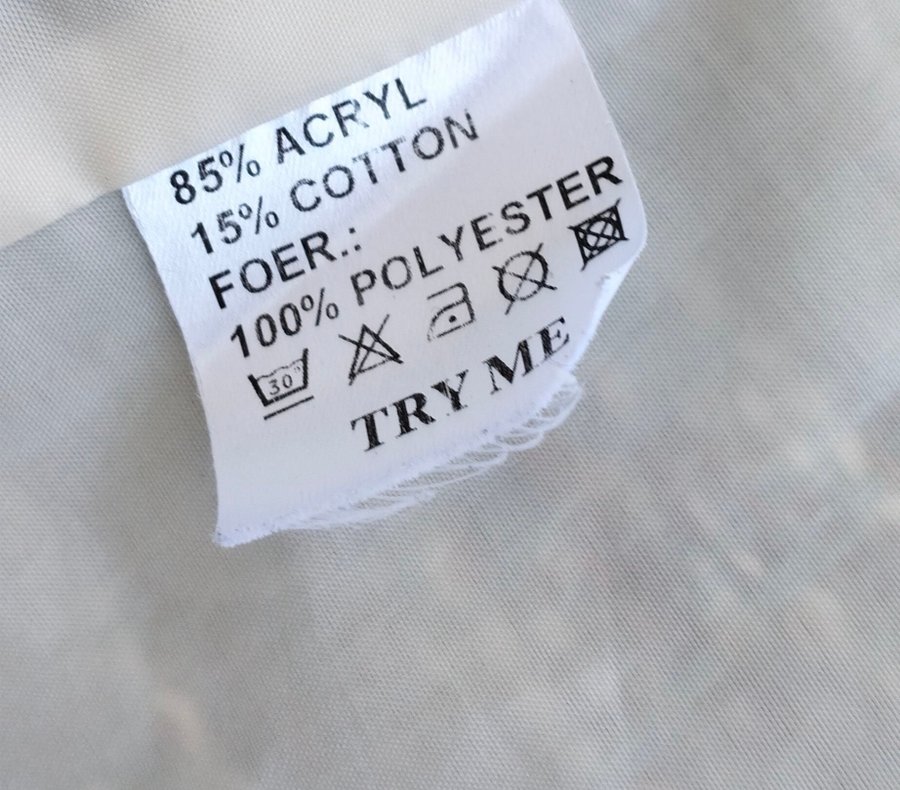 85% ACRYL
15% COTTON
FOER.:
100% POLYESTER
30°
TRY ME